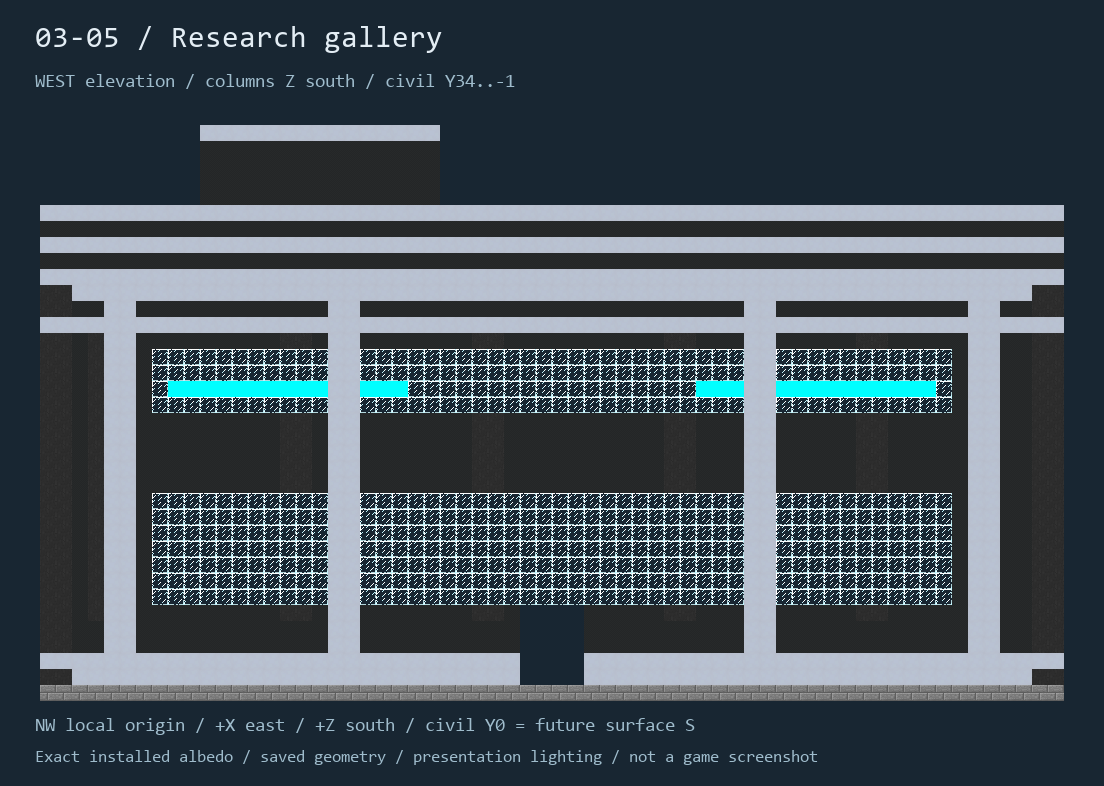 03-05 / Research gallery
WEST elevation / columns Z south / civil Y34..-1
NW local origin / +X east / +Z south / civil Y0 = future surface S
Exact installed albedo / saved geometry / presentation lighting / not a game screenshot